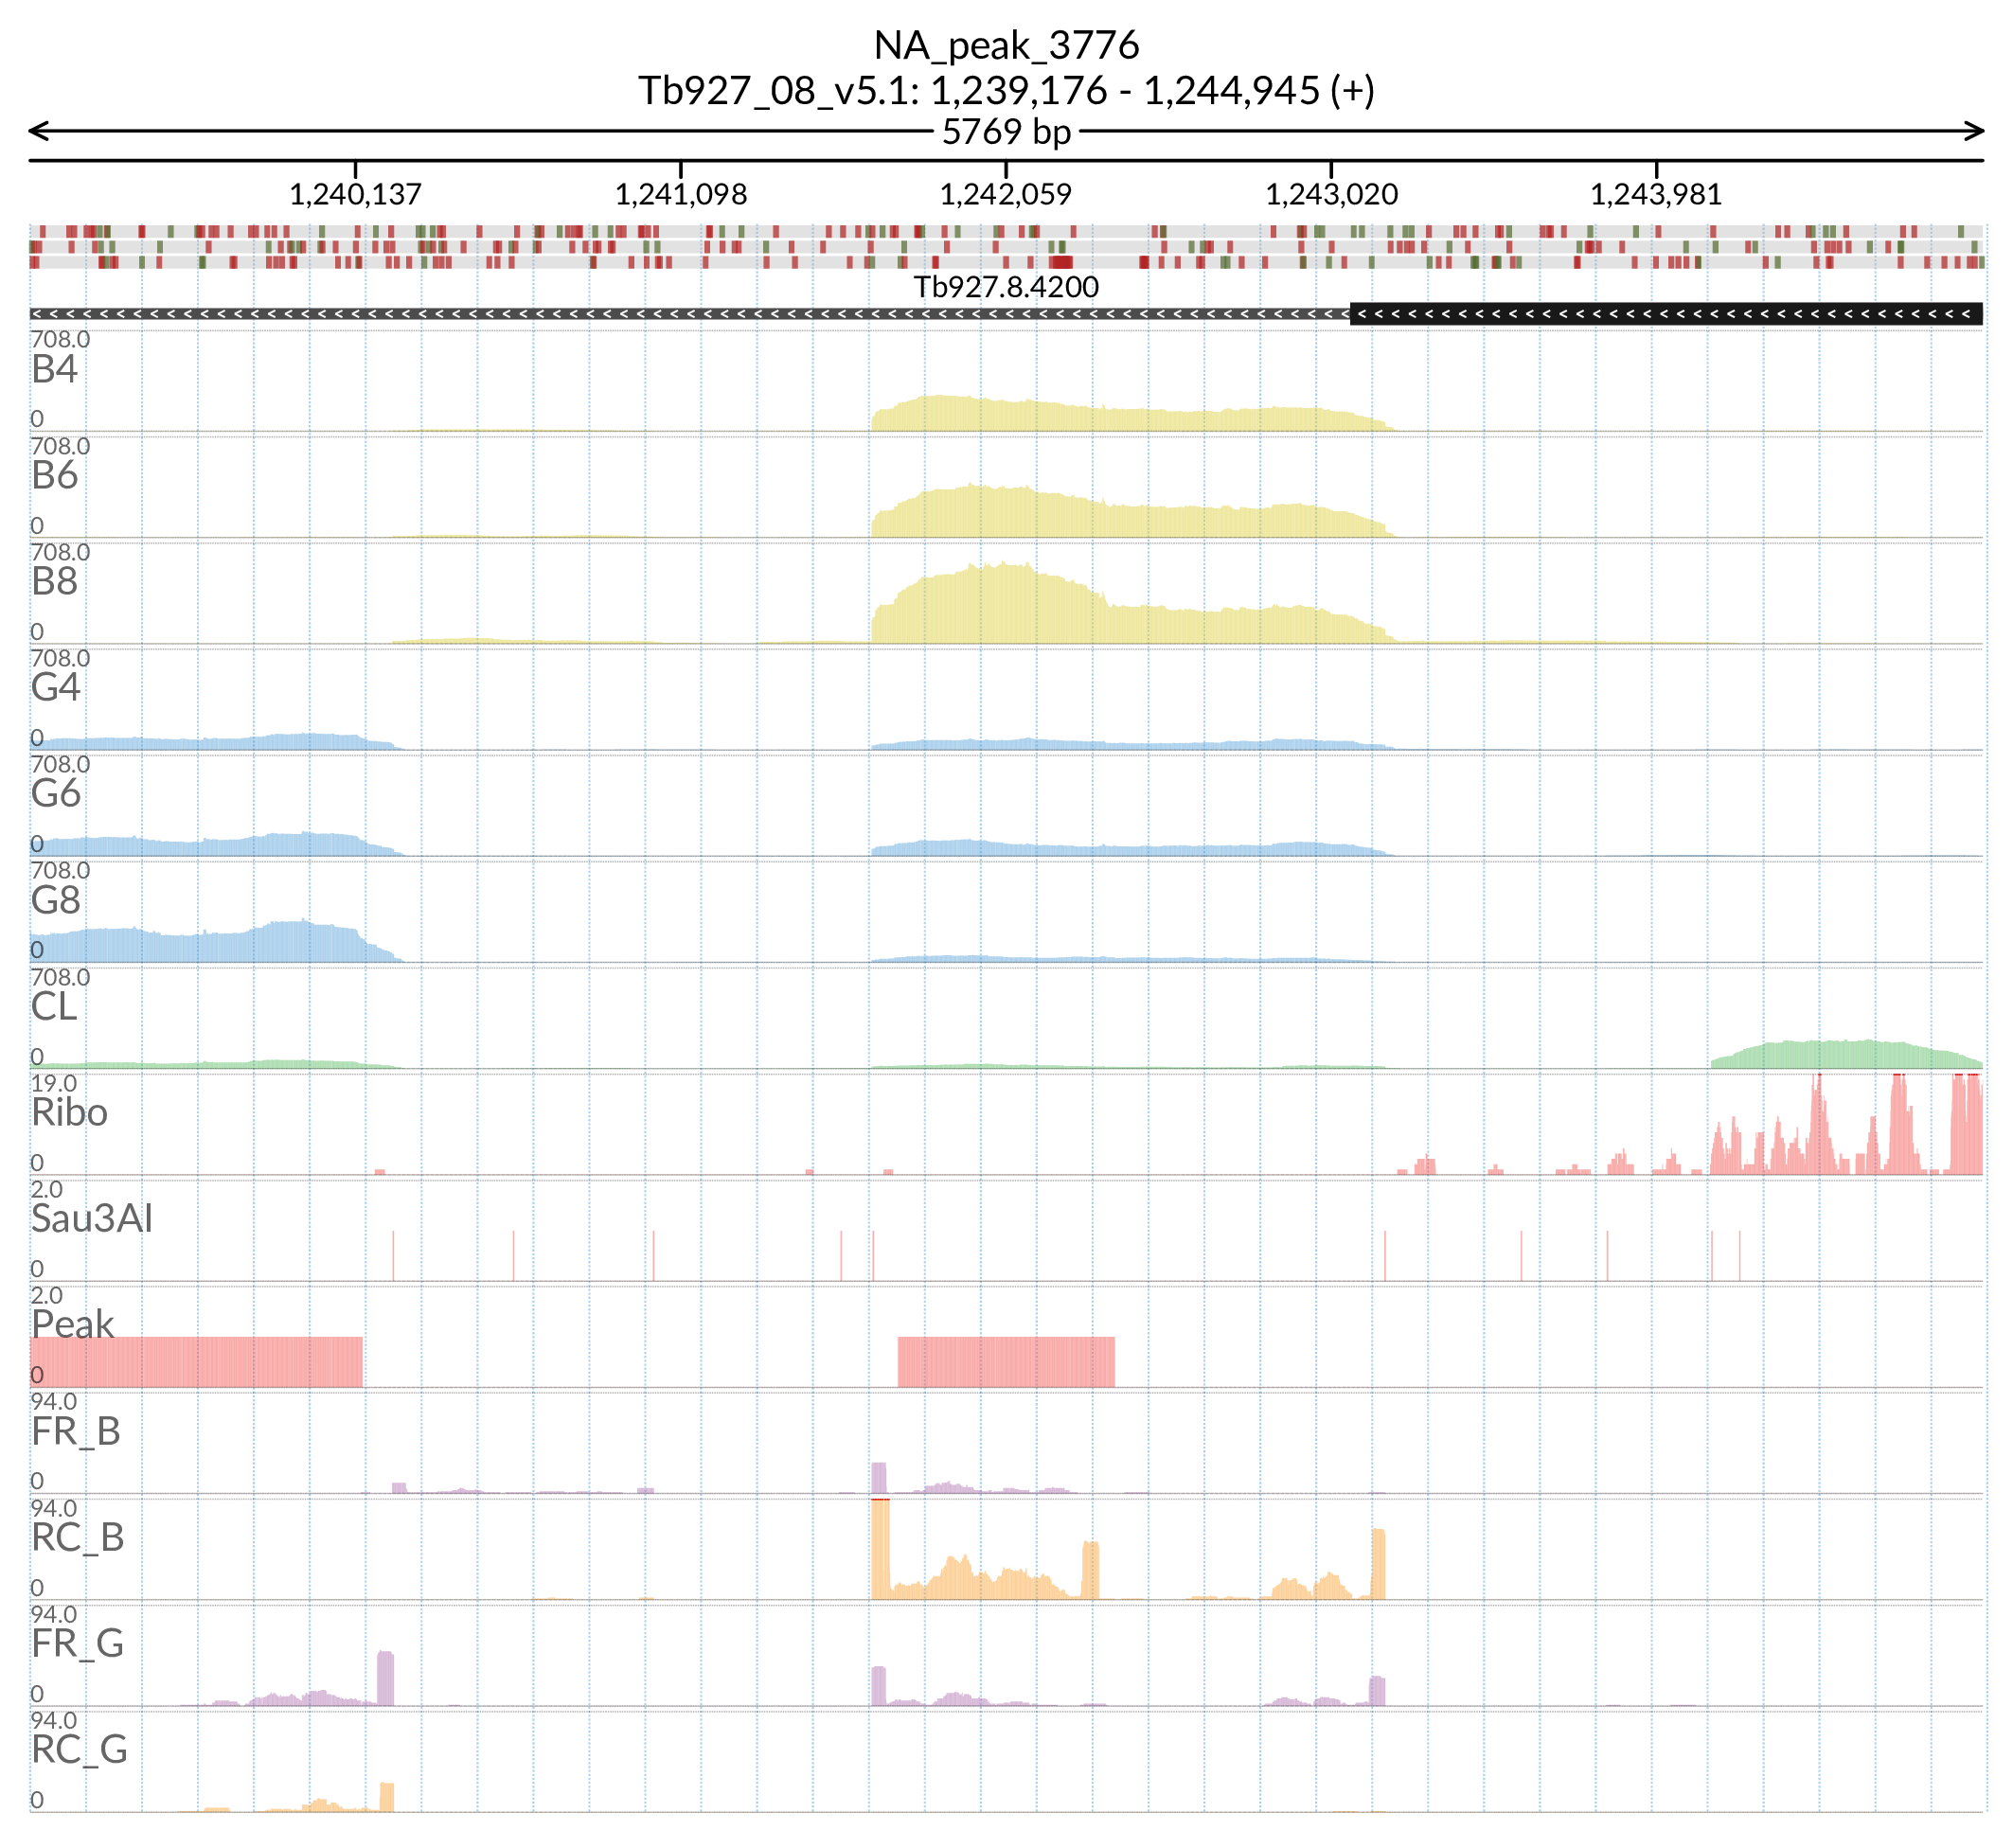 NA_peak_3776
Tb927_08_v5.1: 1,239,176 - 1,244,945 (+)
5769 bp
1,240,137 1,241,098 1,242,059 1,243,020 1,243,981
Tb927.8.4200
708.0
B4
0
708.0
B6
0
708.0
B8
0
708.0
G4
0
708.0
G6
0
708.0
G8
0
708.0
CL
0
19.0
Ribo
0
2.0
Sau3AI
0
2.0
Peak
0
94.0
FR_B
0
94.0
RC_B
0
94.0
FR_G
0
94.0
RC_G
0